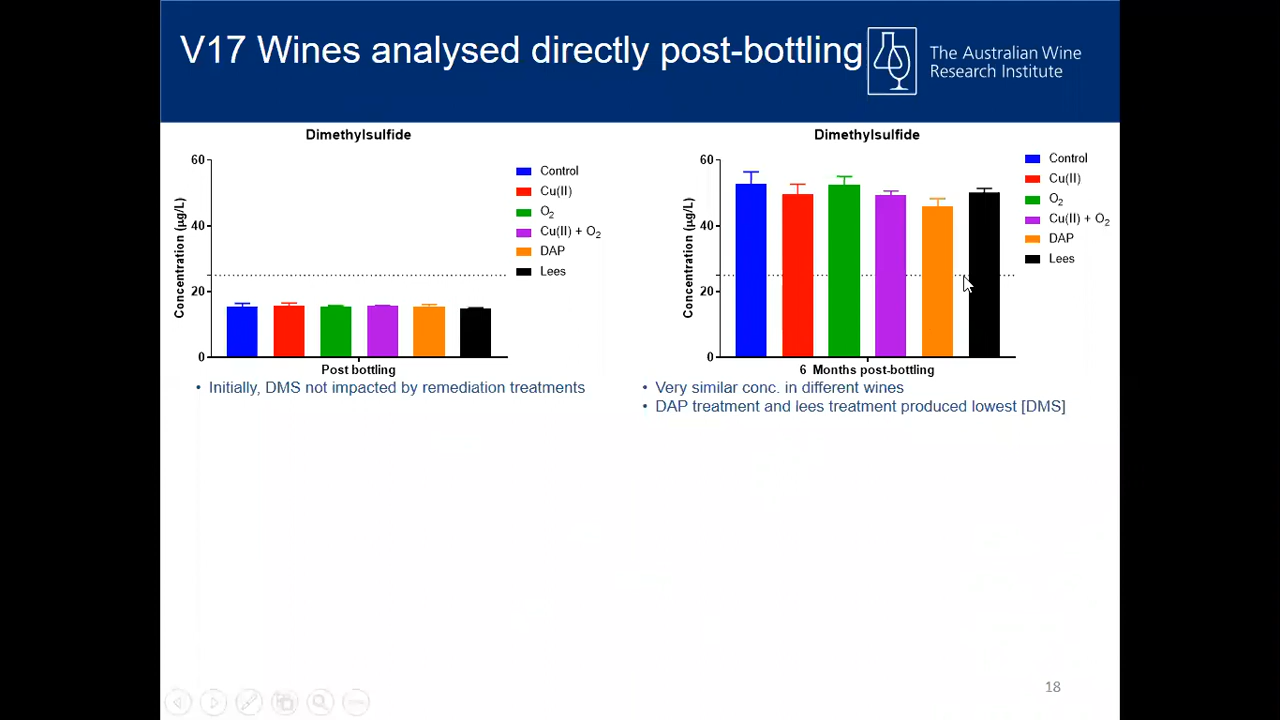 V17 Wines analysed directly post-bottling
The Australian Wine
Research Institute
Dimethylsulfide
60
40
20
0
Concentration (µg/L)
Control
Cu(II)
O2
Cu(II) + O2
DAP
Lees
Post bottling
• Initially, DMS not impacted by remediation treatments
Dimethylsulfide
60
40
20
0
Concentration (µg/L)
Control
Cu(II)
O2
Cu(II) + O2
DAP
Lees
6 Months post-bottling
• Very similar conc. in different wines
• DAP treatment and lees treatment produced lowest [DMS]
18